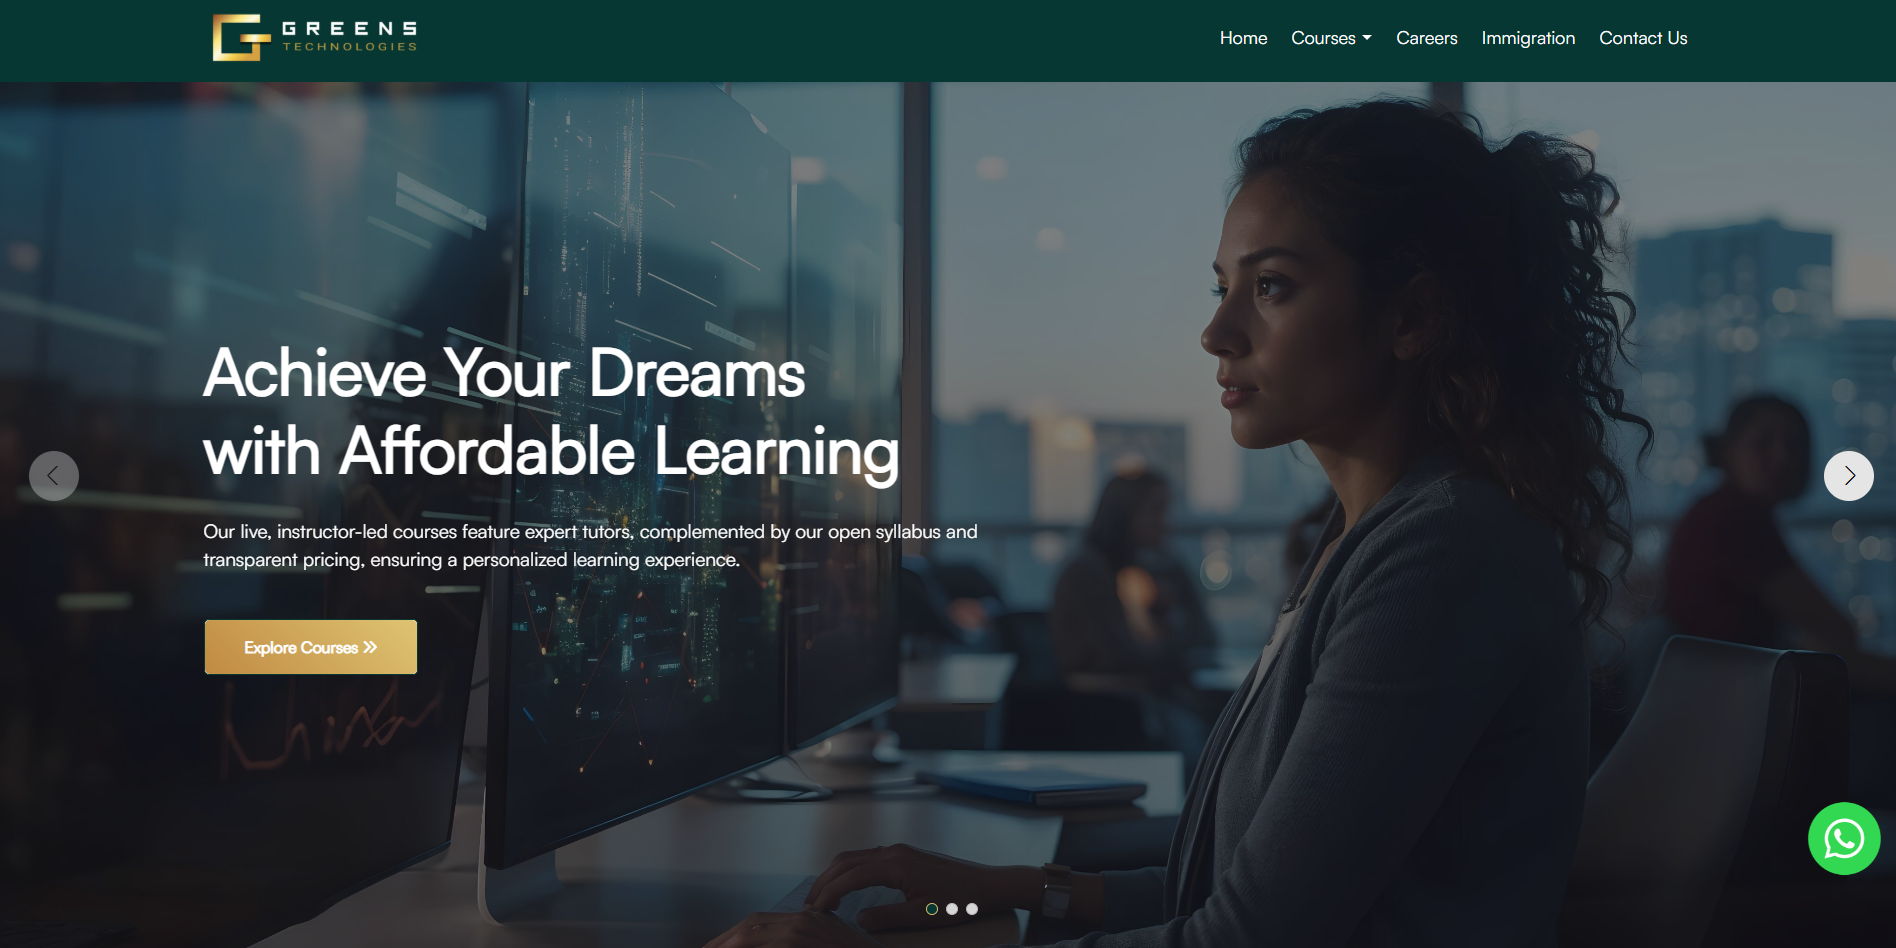 GREENS
TECHNOLOGIES
Home Courses Careers Immigration Contact Us
Achieve Your Dreams
with Affordable Learning
Our live, instructor-led courses feature expert tutors, complemented by our open syllabus and
transparent pricing, ensuring a personalized learning experience.
Explore Courses